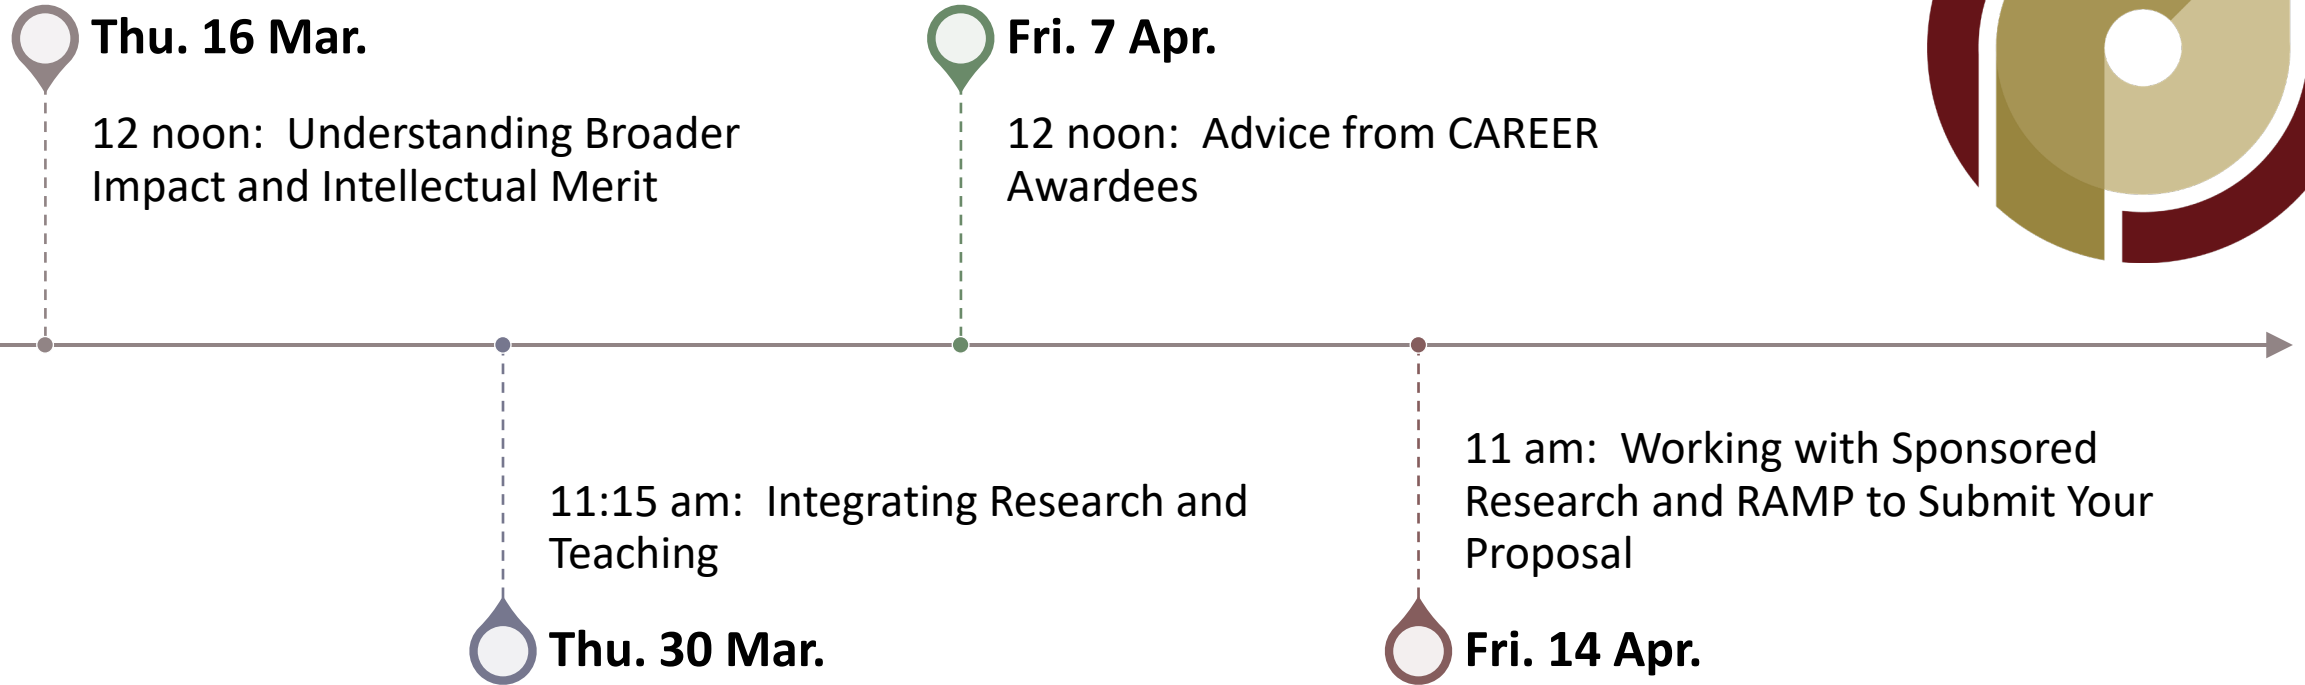 Thu. 16 Mar.
12 noon:  Understanding Broader
Impact and Intellectual Merit
Fri. 7 Apr.
12 noon:  Advice from CAREER
Awardees
11:15 am:  Integrating Research and
Teaching
Thu. 30 Mar.
11 am:  Working with Sponsored
Research and RAMP to Submit Your
Proposal
Fri. 14 Apr.